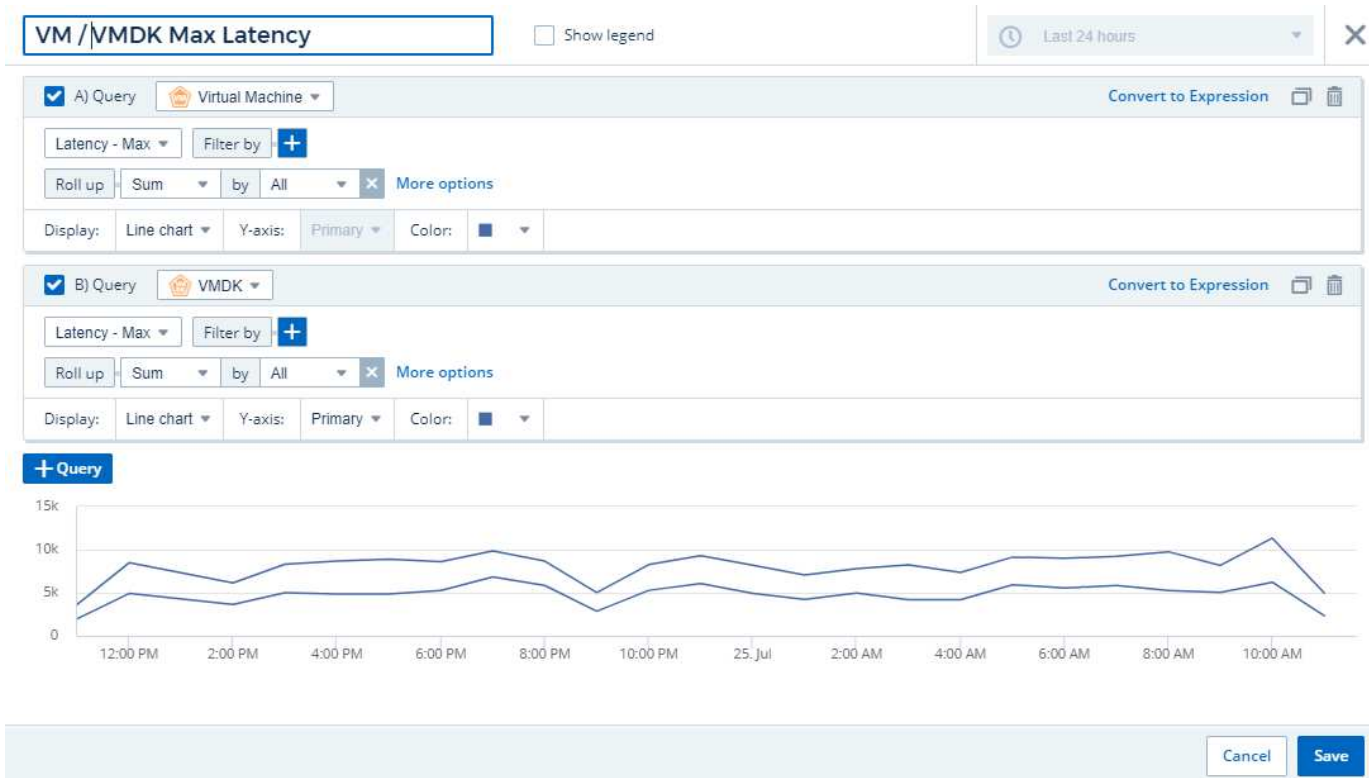 VM / VMDK Max Latency Show legend Last 24 hours
A) Query Virtual Machine Convert to Expression
Latency - Max Filter by +
Roll up Sum by All × More options
Display: Line chart Y-axis: Primary Color:
B) Query VMDK Convert to Expression
Latency - Max Filter by +
Roll up Sum by All × More options
Display: Line chart Y-axis: Primary Color:
+ Query
15k
10k
5k
0
12:00 PM 2:00 PM 4:00 PM 6:00 PM 8:00 PM 10:00 PM 25. Jul 2:00 AM 4:00 AM 6:00 AM 8:00 AM 10:00 AM
Cancel Save